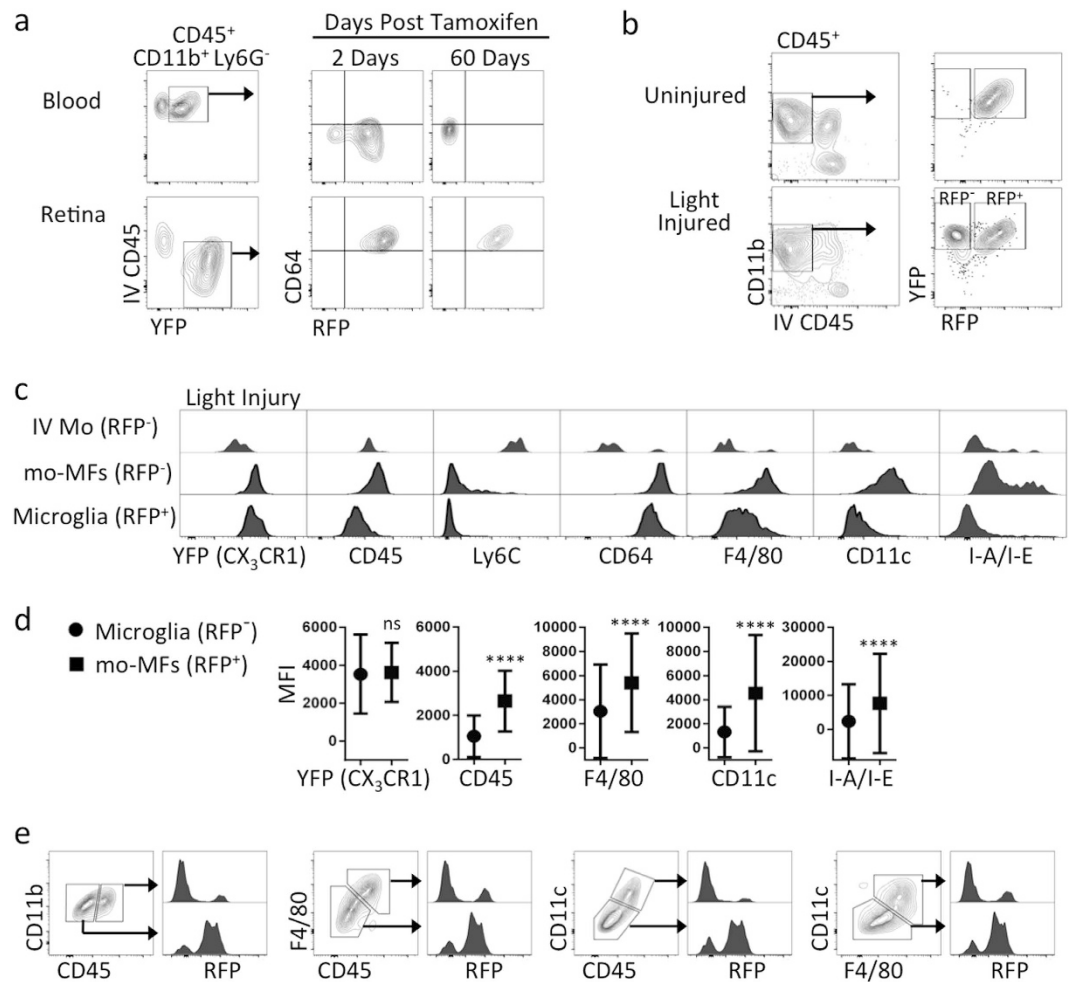 a
CD45+
CD11b+ Ly6G-
Days Post Tamoxifen
2 Days
60 Days
Blood
Retina
IV CD45
YFP
CD64
RFP
b
CD45+
Uninjured
Light
Injured
RFP-
RFP+
CD11b
IV CD45
YFP
RFP
c
Light Injury
IV Mo (RFP-)
mo-MFs (RFP-)
Microglia (RFP+)
YFP (CX3CR1)
CD45
Ly6C
CD64
F4/80
CD11c
I-A/I-E
d
Microglia (RFP-)
mo-MFs (RFP+)
MFI
6000
4000
2000
0
ns
YFP (CX3CR1)
6000
4000
2000
0
****
CD45
10000
8000
6000
4000
2000
0
****
F4/80
10000
8000
6000
4000
2000
0
****
CD11c
30000
20000
10000
0
****
I-A/I-E
e
CD11b
CD45
RFP
F4/80
CD45
RFP
CD11c
CD45
RFP
CD11c
F4/80
RFP